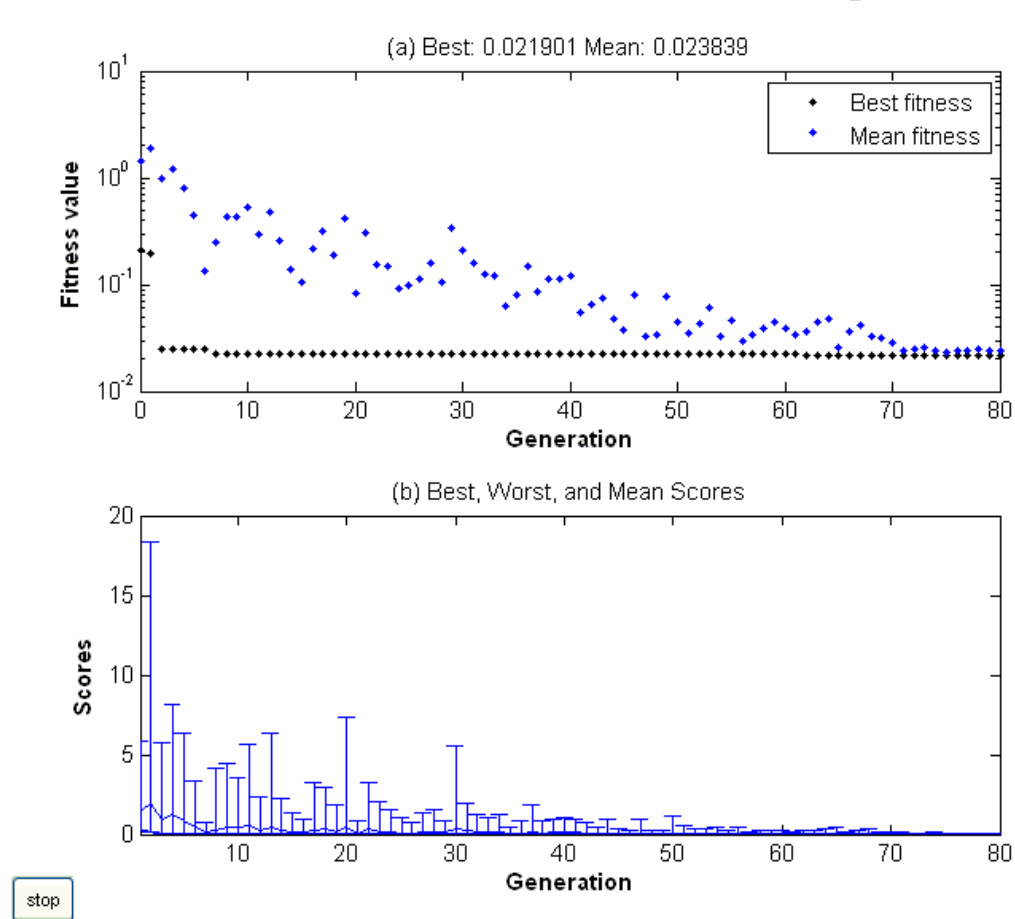 (a) Best: 0.021901 Mean: 0.023839
10^1
10^0
10^-1
10^-2
Fitness value
Best fitness
Mean fitness
0 10 20 30 40 50 60 70 80
Generation
(b) Best, Worst, and Mean Scores
20
15
10
5
0
Scores
10 20 30 40 50 60 70 80
Generation
stop